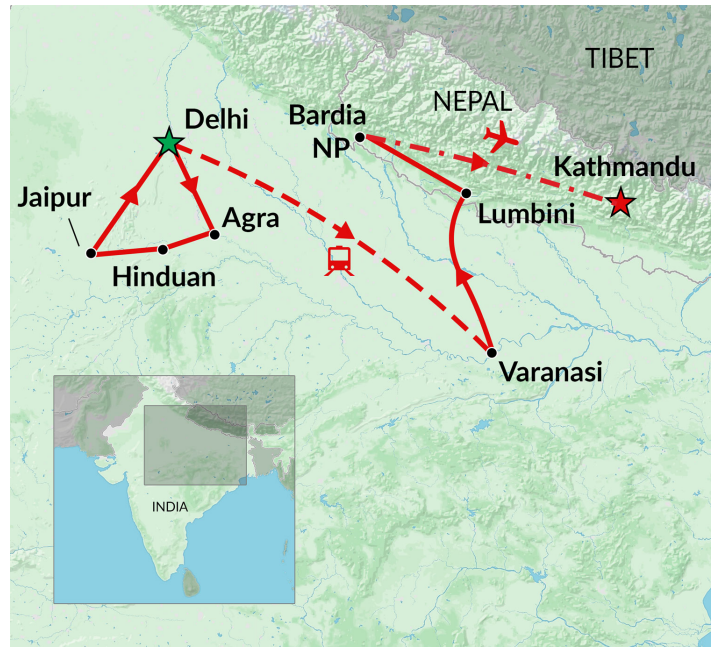 TIBET
NEPAL
Delhi
Bardia
NP
Kathmandu
Jaipur
Agra
Lumbini
Hinduan
Varanasi
INDIA